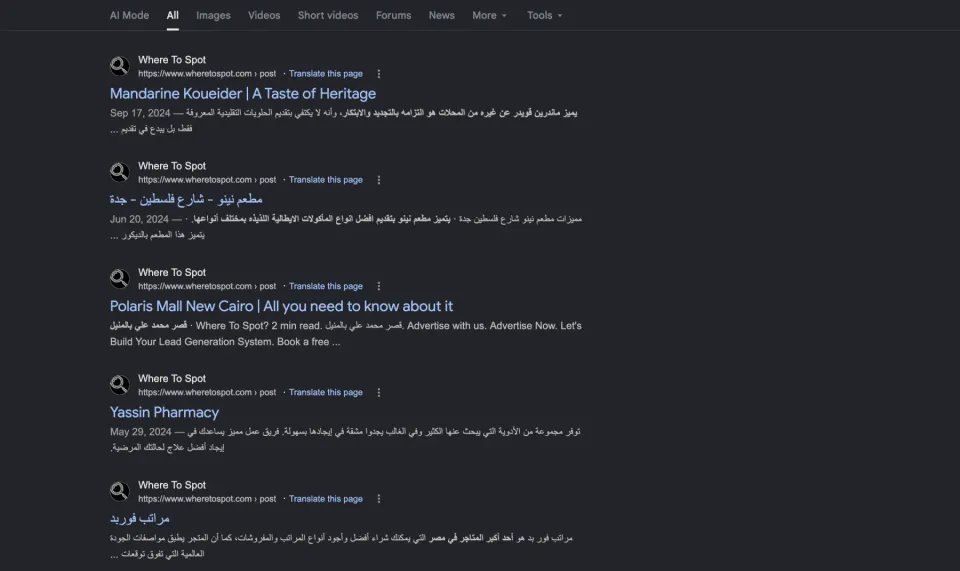 AI Mode All Images Videos Short videos Forums News More Tools
Where To Spot
https://www.wheretospot.com › post · Translate this page
Mandarine Koueider | A Taste of Heritage
Sep 17, 2024 — يميز ماندرين قويدر عن غيره من المحلات هو التزامه بالتجديد والابتكار، وأنه لا يكتفي بتقديم الحلويات التقليدية المعروفة
فقط، بل يبدع في تقديم ...
Where To Spot
https://www.wheretospot.com › post · Translate this page
مطعم نينو - شارع فلسطين - جدة
Jun 20, 2024 — · مميزات مطعم نينو شارع فلسطين جدة · يتميز مطعم نينو بتقديم افضل انواع المأكولات الايطالية اللذيذه بمختلف أنواعها.
يتميز هذا المطعم بالديكور ...
Where To Spot
https://www.wheretospot.com › post · Translate this page
Polaris Mall New Cairo | All you need to know about it
قصر محمد علي بالمنيل · Where To Spot? 2 min read. قصر محمد علي بالمنيل. Advertise with us. Advertise Now. Let's
Build Your Lead Generation System. Book a free ...
Where To Spot
https://www.wheretospot.com › post · Translate this page
Yassin Pharmacy
May 29, 2024 — توفر مجموعة من الأدوية التي يبحث عنها الكثير وفي الغالب يجدوا مشقة في إيجادها بسهولة. فريق عمل مميز يساعدك في
إيجاد أفضل علاج لحالتك المرضية.
Where To Spot
https://www.wheretospot.com › post · Translate this page
مراتب فوربد
مراتب فور بد هو أحد أكبر المتاجر في مصر التي يمكنك شراء أفضل وأجود أنواع المراتب والمفروشات، كما أن المتجر يطبق مواصفات الجودة
العالمية التي تفوق توقعات ...